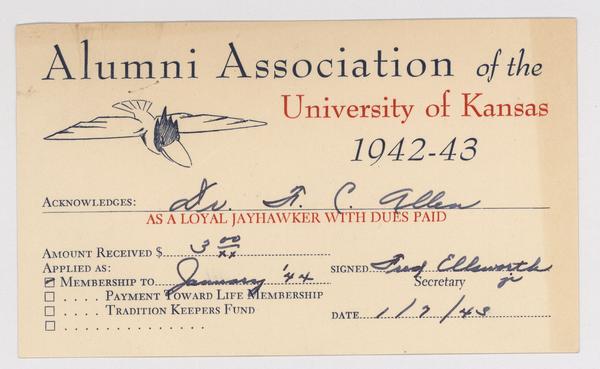 Alumni Association of the
University of Kansas
1942-43
ACKNOWLEDGES: Dr. F. C. Allen
AS A LOYAL JAYHAWKER WITH DUES PAID
AMOUNT RECEIVED $ 3 00/xx
APPLIED AS:
MEMBERSHIP TO January '44
SIGNED Fred Ellsworth
Secretary
.... PAYMENT TOWARD LIFE MEMBERSHIP
.... TRADITION KEEPERS FUND
DATE 1/7/43